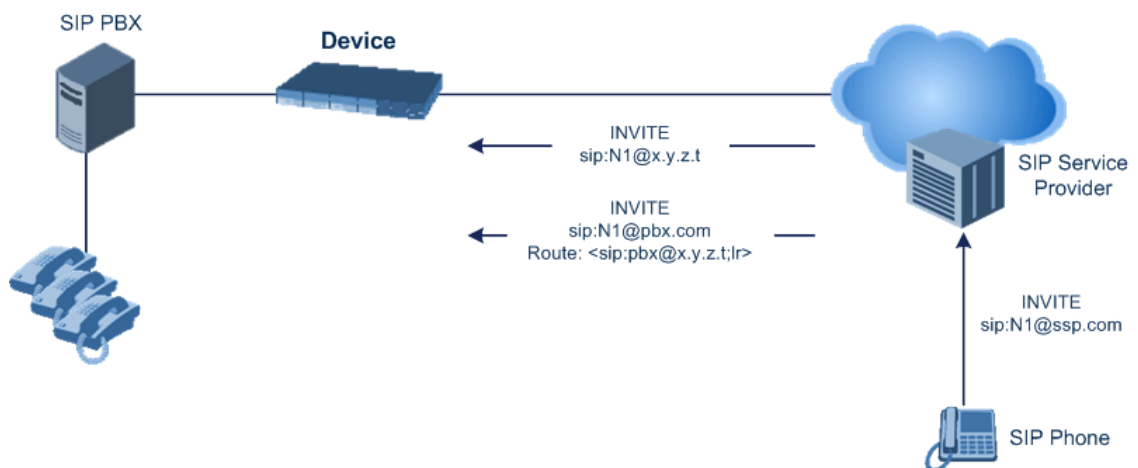 SIP PBX
Device
INVITE
sip:N1@x.y.z.t
SIP Service
Provider
INVITE
sip:N1@pbx.com
Route: <sip:pbx@x.y.z.t;lr>
INVITE
sip:N1@ssp.com
SIP Phone